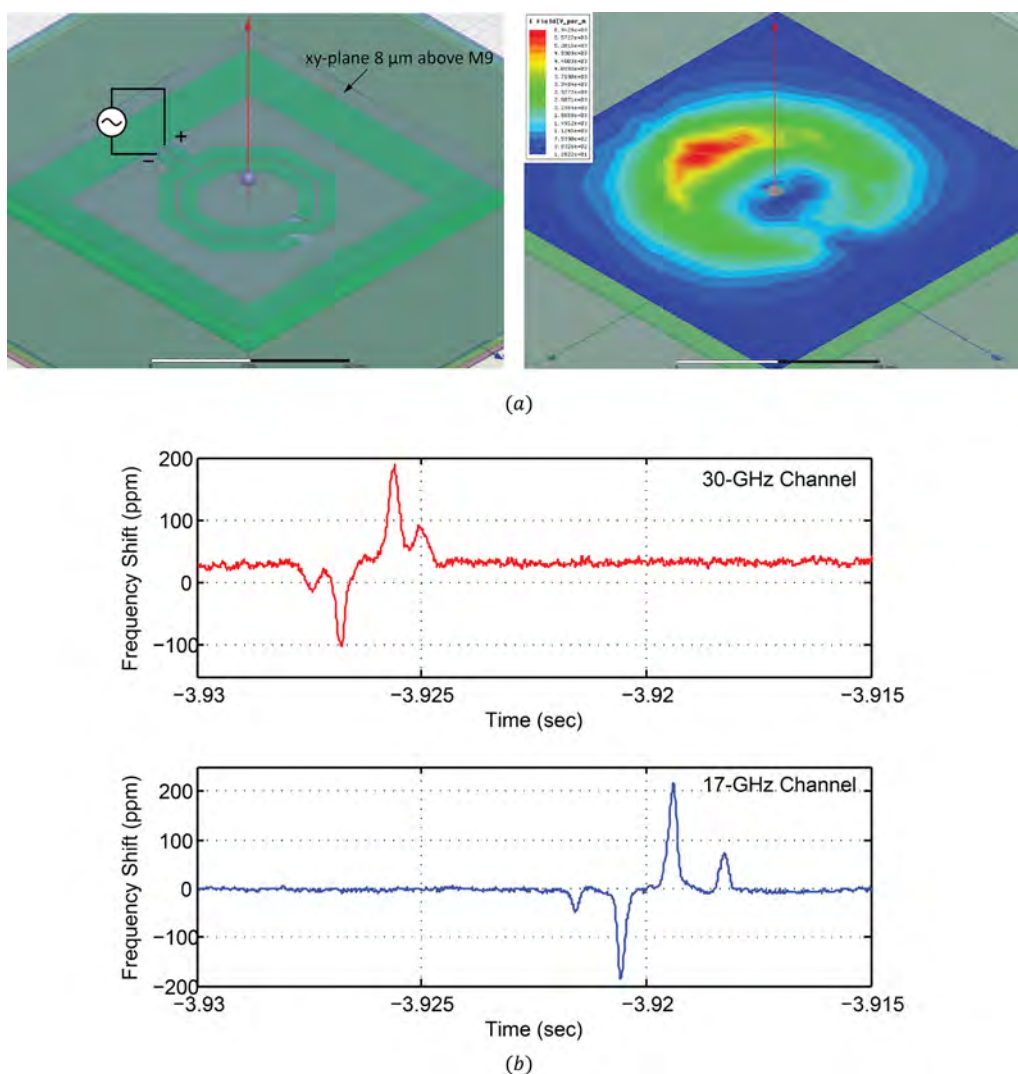 xy-plane 8 μm above M9
+
−
(a)
30-GHz Channel
Frequency Shift (ppm)
200
100
0
−100
−3.93
−3.925
−3.92
−3.915
Time (sec)
17-GHz Channel
Frequency Shift (ppm)
200
100
0
−100
−200
−3.93
−3.925
−3.92
−3.915
Time (sec)
(b)